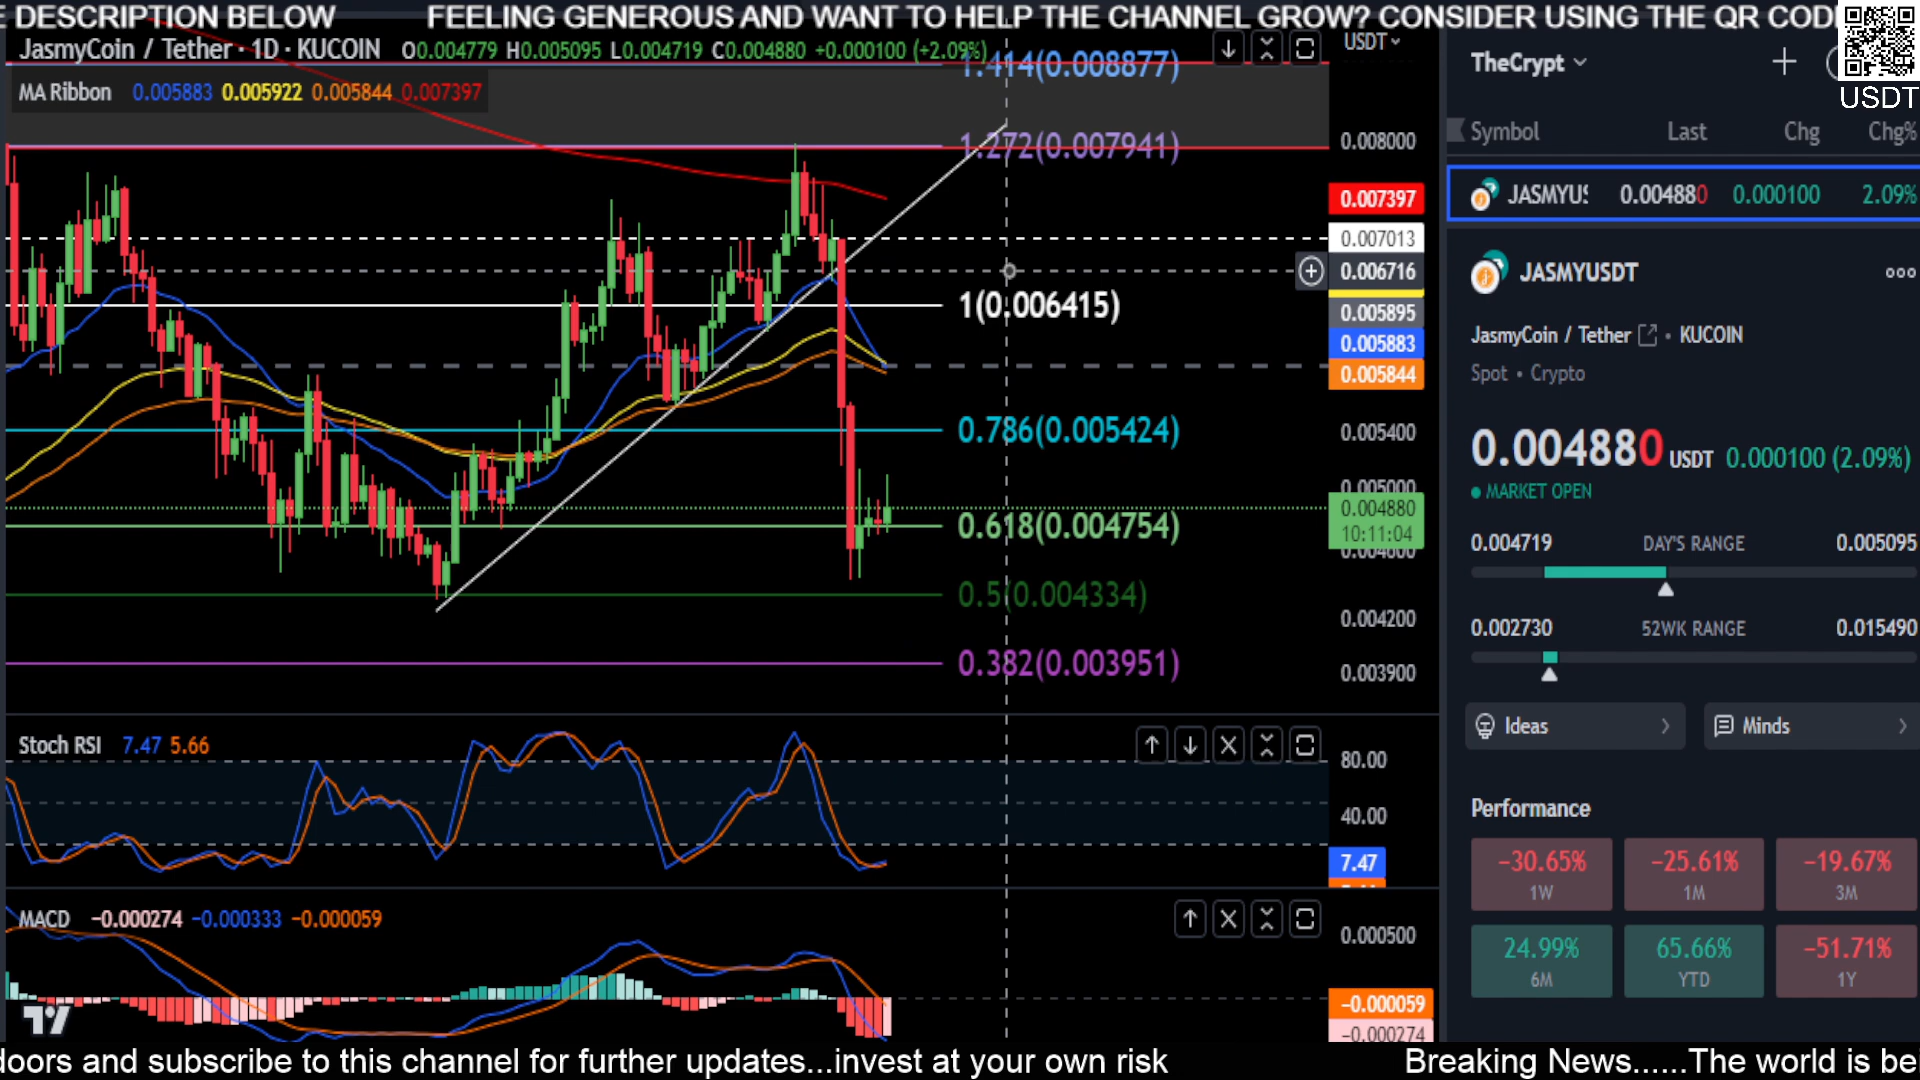 E DESCRIPTION BELOW FEELING GENEROUS AND WANT TO HELP THE CHANNEL GROW? CONSIDER USING THE QR COD
JasmyCoin / Tether · 1D · KUCOIN O0.004779 H0.005095 L0.004719 C0.004880 +0.000100 (+2.09%)
USDT
MA Ribbon 0.005883 0.005922 0.005844 0.007397
1.414(0.008877)
1.272(0.007941)
1(0.006415)
0.786(0.005424)
0.618(0.004754)
0.5(0.004334)
0.382(0.003951)
0.008000
0.007397
0.007013
0.006716
0.005895
0.005883
0.005844
0.005400
0.005000
0.004880
10:11:04
0.004600
0.004200
0.003900
Stoch RSI 7.47 5.66
80.00
40.00
7.47
MACD −0.000274 −0.000333 −0.000059
0.000500
−0.000059
−0.000274
TheCrypt
USDT
Symbol Last Chg Chg%
JASMYUS 0.004880 0.000100 2.09%
JASMYUSDT
JasmyCoin / Tether • KUCOIN
Spot • Crypto
0.004880 USDT 0.000100 (2.09%)
MARKET OPEN
0.004719 DAY'S RANGE 0.005095
0.002730 52WK RANGE 0.015490
Ideas Minds
Performance
−30.65% −25.61% −19.67%
1W 1M 3M
24.99% 65.66% −51.71%
6M YTD 1Y
doors and subscribe to this channel for further updates...invest at your own risk Breaking News......The world is be